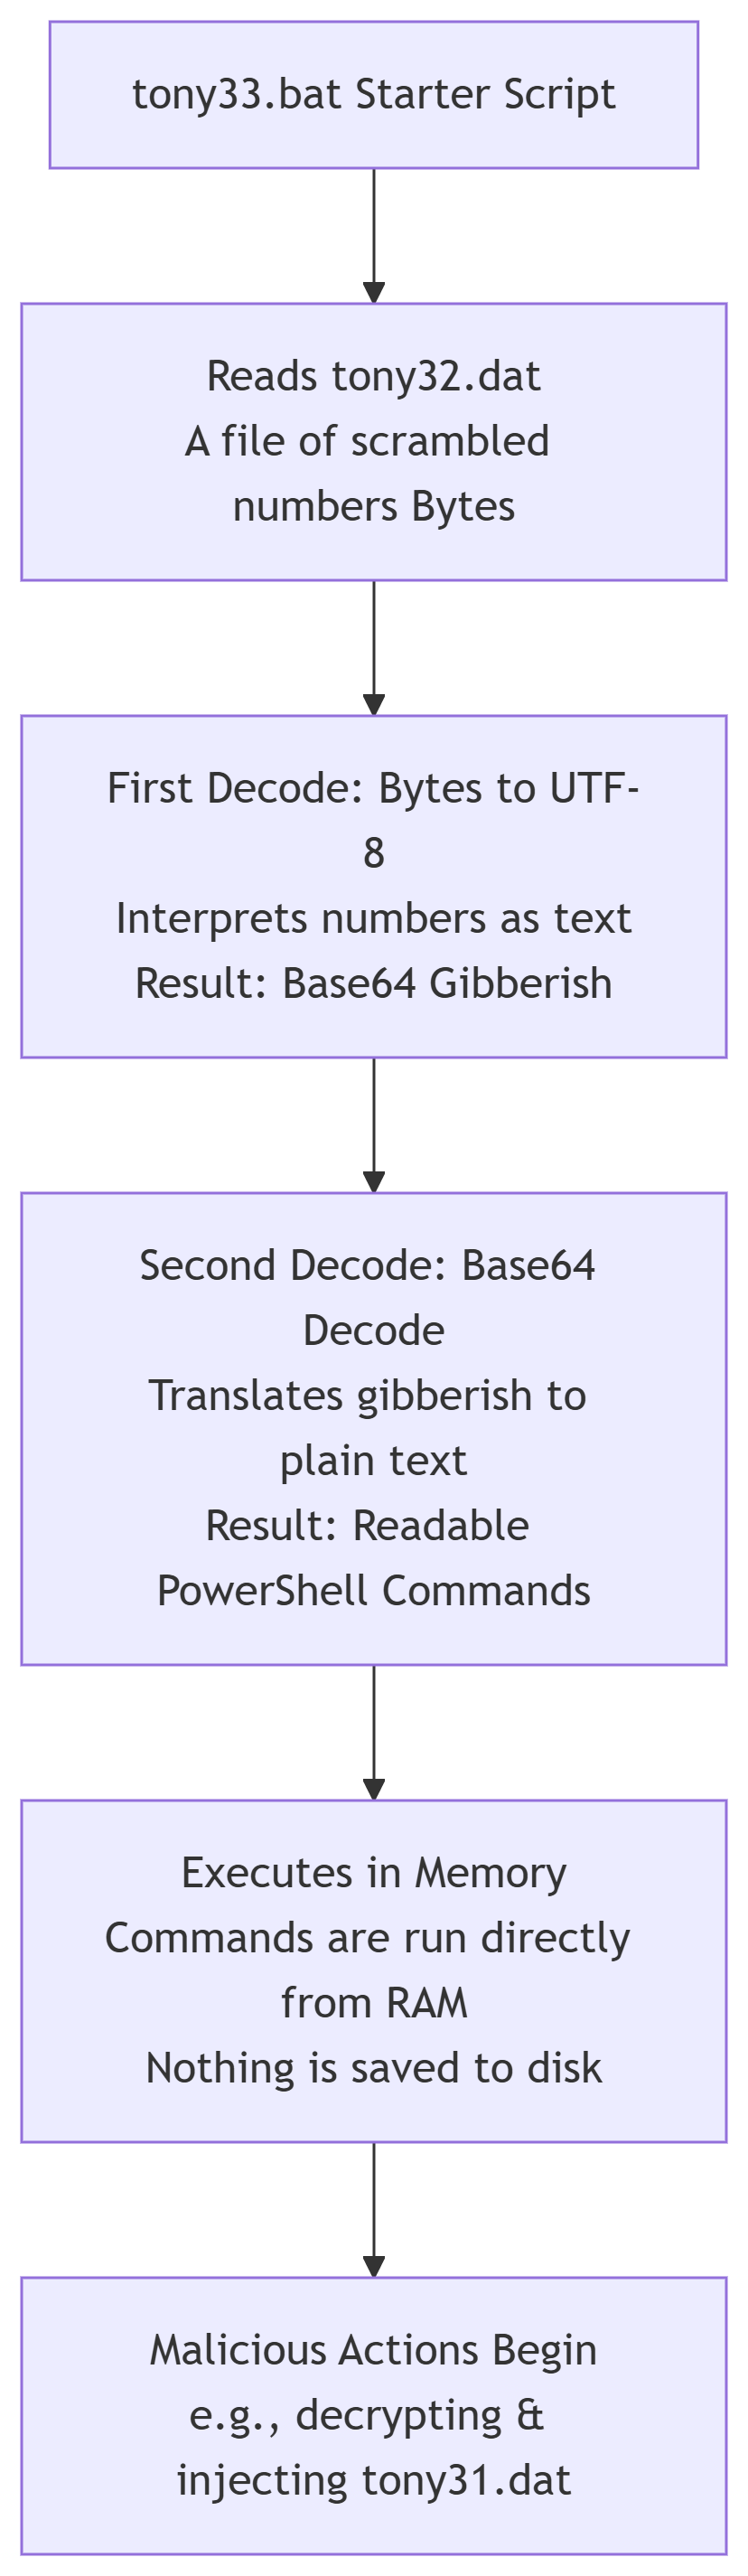 tony33.bat Starter Script
Reads tony32.dat
A file of scrambled
numbers Bytes
First Decode: Bytes to UTF-
8
Interprets numbers as text
Result: Base64 Gibberish
Second Decode: Base64
Decode
Translates gibberish to
plain text
Result: Readable
PowerShell Commands
Executes in Memory
Commands are run directly
from RAM
Nothing is saved to disk
Malicious Actions Begin
e.g., decrypting &
injecting tony31.dat